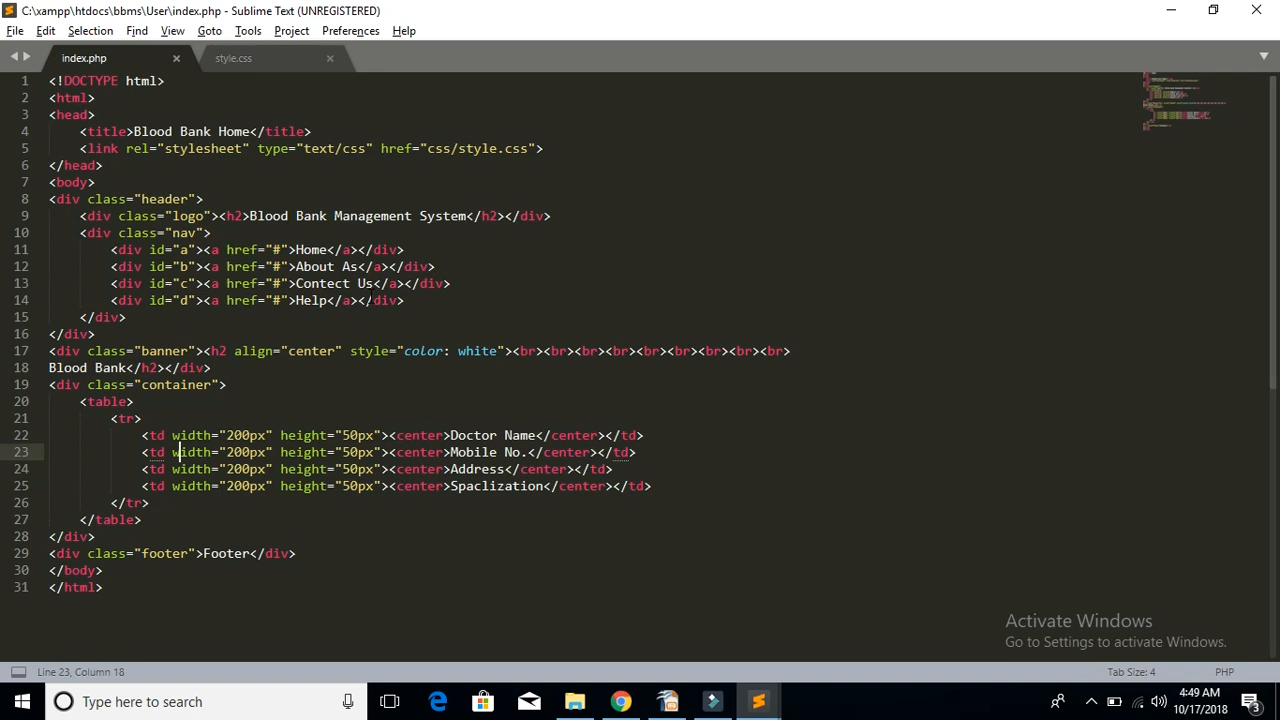 C:\xampp\htdocs\bbms\User\index.php - Sublime Text (UNREGISTERED)
File Edit Selection Find View Goto Tools Project Preferences Help
index.php × style.css ×
1 <!DOCTYPE html>
2 <html>
3 <head>
4 <title>Blood Bank Home</title>
5 <link rel="stylesheet" type="text/css" href="css/style.css">
6 </head>
7 <body>
8 <div class="header">
9 <div class="logo"><h2>Blood Bank Management System</h2></div>
10 <div class="nav">
11 <div id="a"><a href="#">Home</a></div>
12 <div id="b"><a href="#">About As</a></div>
13 <div id="c"><a href="#">Contect Us</a></div>
14 <div id="d"><a href="#">Help</a></div>
15 </div>
16 </div>
17 <div class="banner"><h2 align="center" style="color: white"><br><br><br><br><br><br><br><br><br>
18 Blood Bank</h2></div>
19 <div class="container">
20 <table>
21 <tr>
22 <td width="200px" height="50px"><center>Doctor Name</center></td>
23 <td width="200px" height="50px"><center>Mobile No.</center></td>
24 <td width="200px" height="50px"><center>Address</center></td>
25 <td width="200px" height="50px"><center>Spaclization</center></td>
26 </tr>
27 </table>
28 </div>
29 <div class="footer">Footer</div>
30 </body>
31 </html>
Activate Windows
Go to Settings to activate Windows.
Line 23, Column 18 Tab Size: 4 PHP
Type here to search
4:49 AM
10/17/2018
3